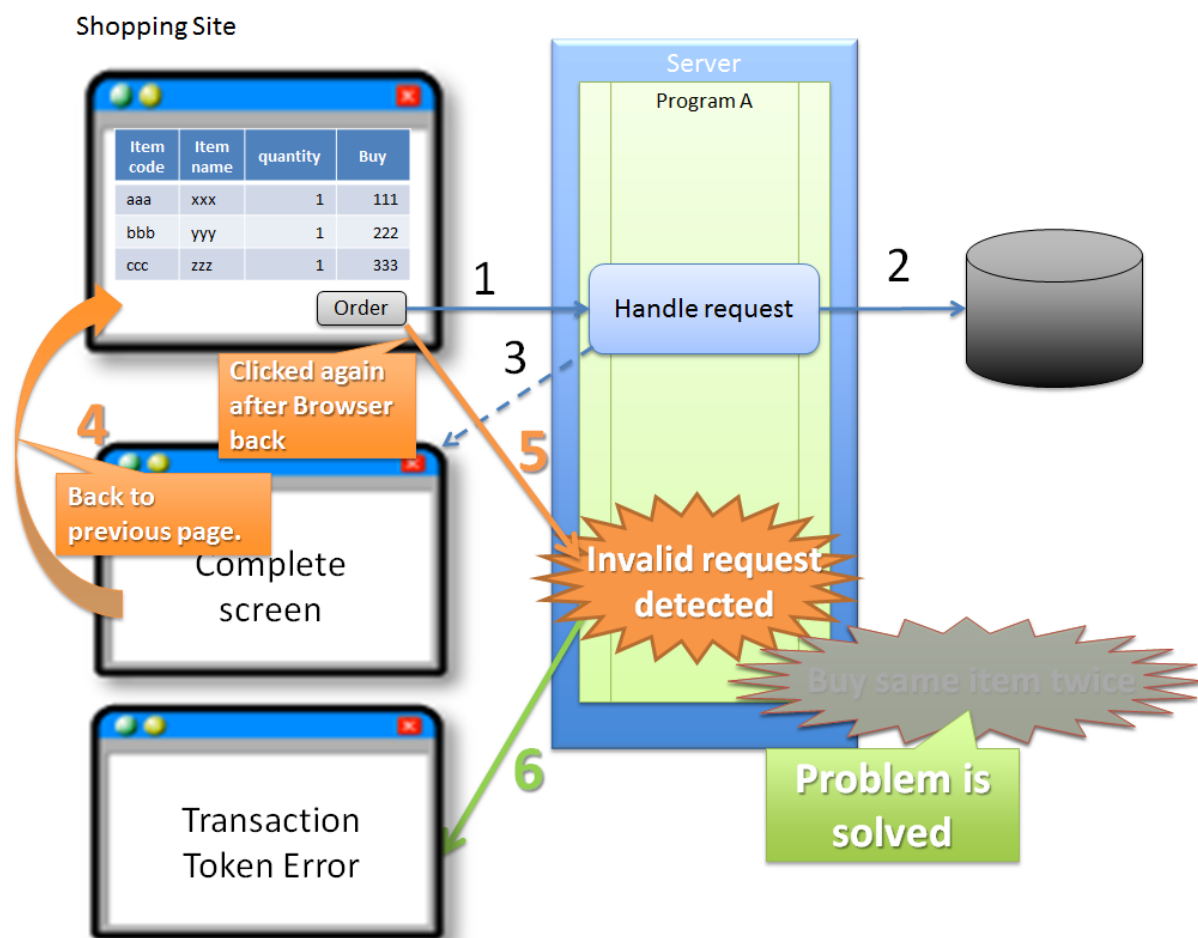 Shopping Site
Server
Program A
Item code
Item name
quantity
Buy
aaa xxx 1 111
bbb yyy 1 222
ccc zzz 1 333
Order
1
Handle request
2
3
Clicked again
after Browser
back
4
5
Back to
previous page.
Complete
screen
Invalid request
detected
Buy same item twice
6
Problem is
solved
Transaction
Token Error